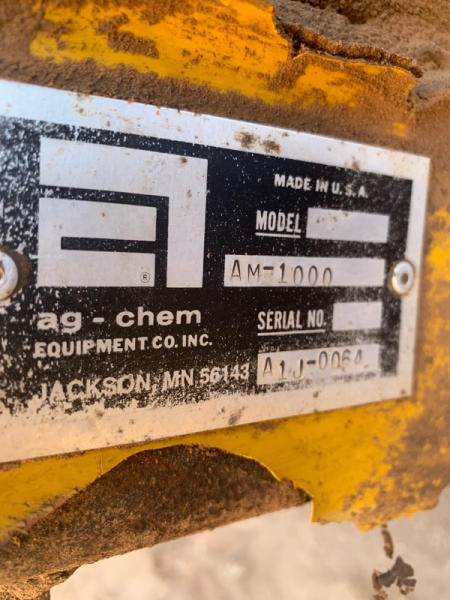 MADE IN U.S.A.
MODEL
AM-1000
®
ag-chem
EQUIPMENT CO. INC.
JACKSON, MN 56143
SERIAL NO.
A1J-0064